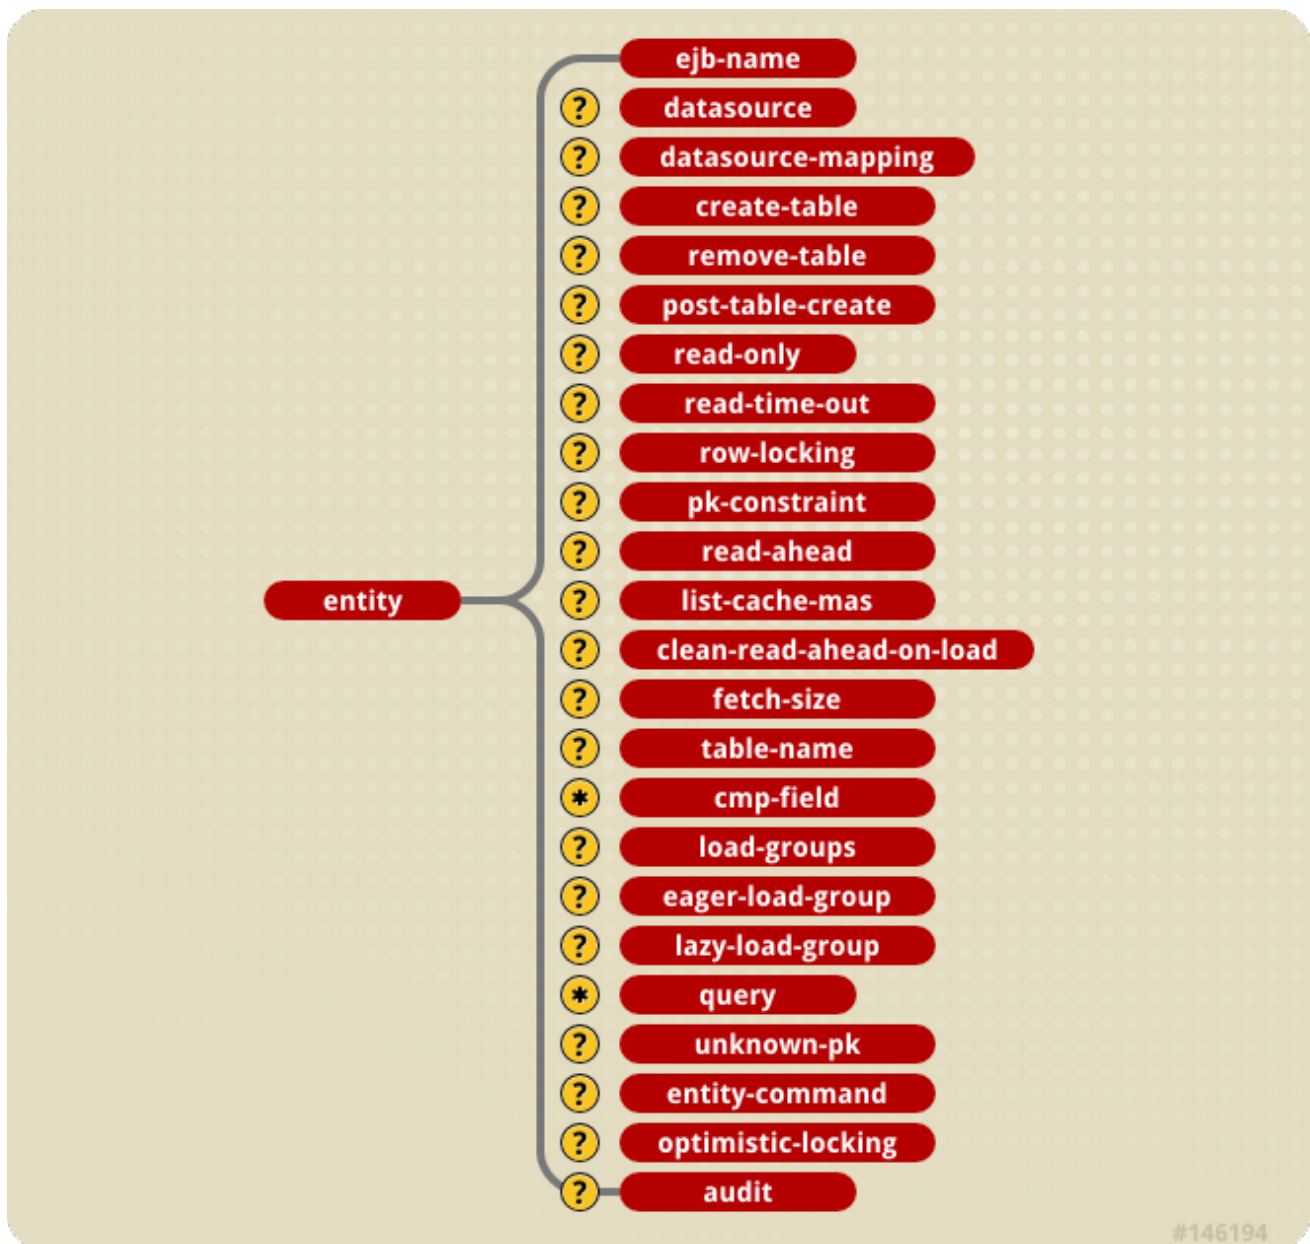 ejb-name
? datasource
? datasource-mapping
? create-table
? remove-table
? post-table-create
? read-only
? read-time-out
? row-locking
? pk-constraint
? read-ahead
entity
? list-cache-mas
? clean-read-ahead-on-load
? fetch-size
? table-name
* cmp-field
? load-groups
? eager-load-group
? lazy-load-group
* query
? unknown-pk
? entity-command
? optimistic-locking
? audit
#146194